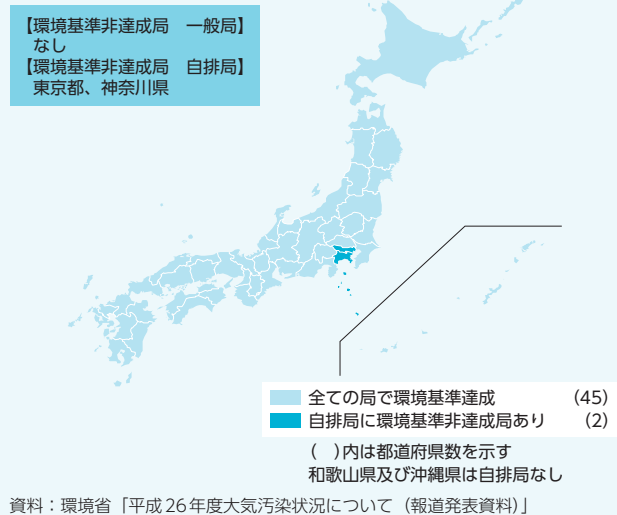 【環境基準非達成局　一般局】
なし
【環境基準非達成局　自排局】
東京都、神奈川県
全ての局で環境基準達成　(45)
自排局に環境基準非達成局あり　(2)
(　)内は都道府県数を示す
和歌山県及び沖縄県は自排局なし
資料：環境省「平成26年度大気汚染状況について（報道発表資料）」